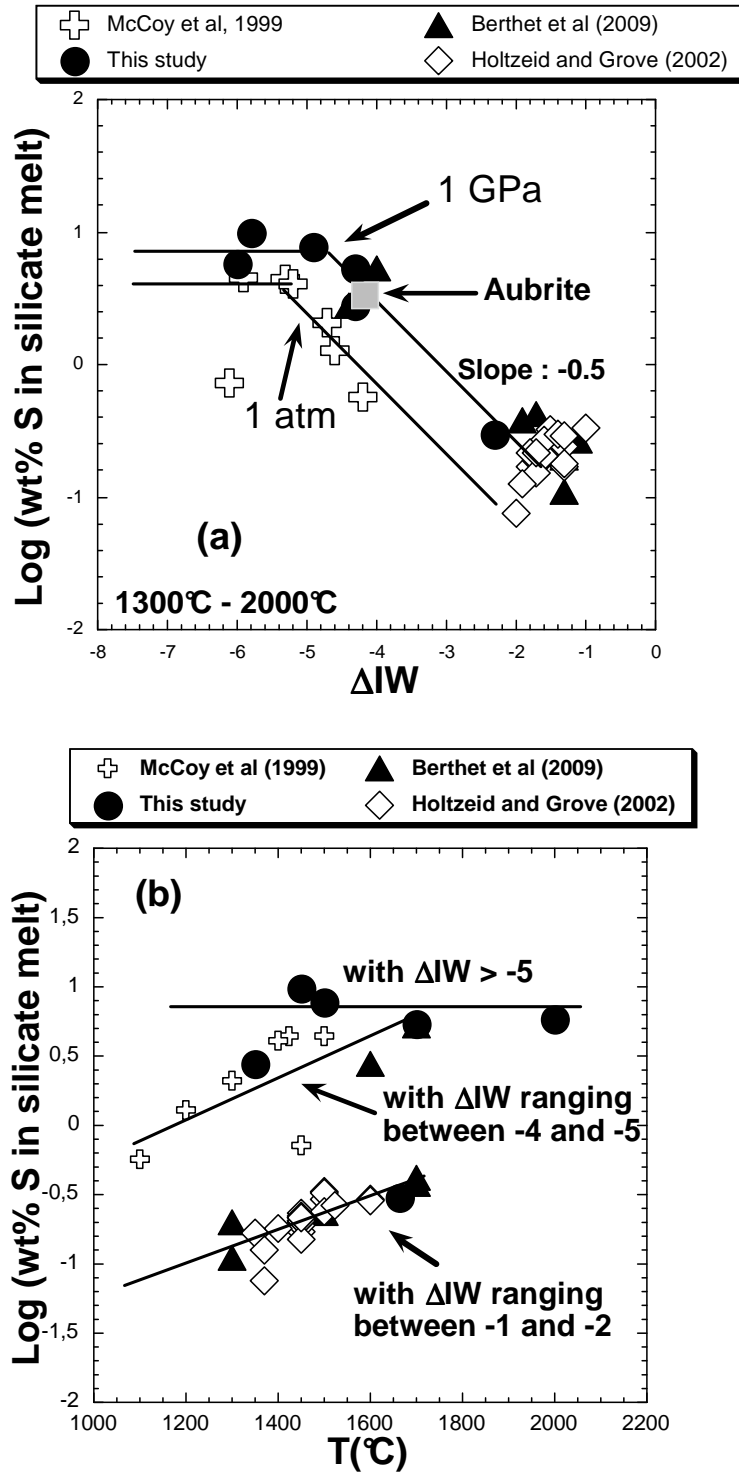 McCoy et al, 1999
Berthet et al (2009)
This study
Holtzeid and Grove (2002)
2
1
0
-1
-2
Log (wt% S in silicate melt)
1 GPa
Aubrite
Slope : -0.5
1 atm
(a)
1300°C - 2000°C
-8 -7 -6 -5 -4 -3 -2 -1 0
ΔIW
McCoy et al (1999)
Berthet et al (2009)
This study
Holtzeid and Grove (2002)
2
1,5
1
0,5
0
-0,5
-1
-1,5
-2
Log (wt% S in silicate melt)
(b)
with ΔIW > -5
with ΔIW ranging
between -4 and -5
with ΔIW ranging
between -1 and -2
1000 1200 1400 1600 1800 2000 2200
T(°C)